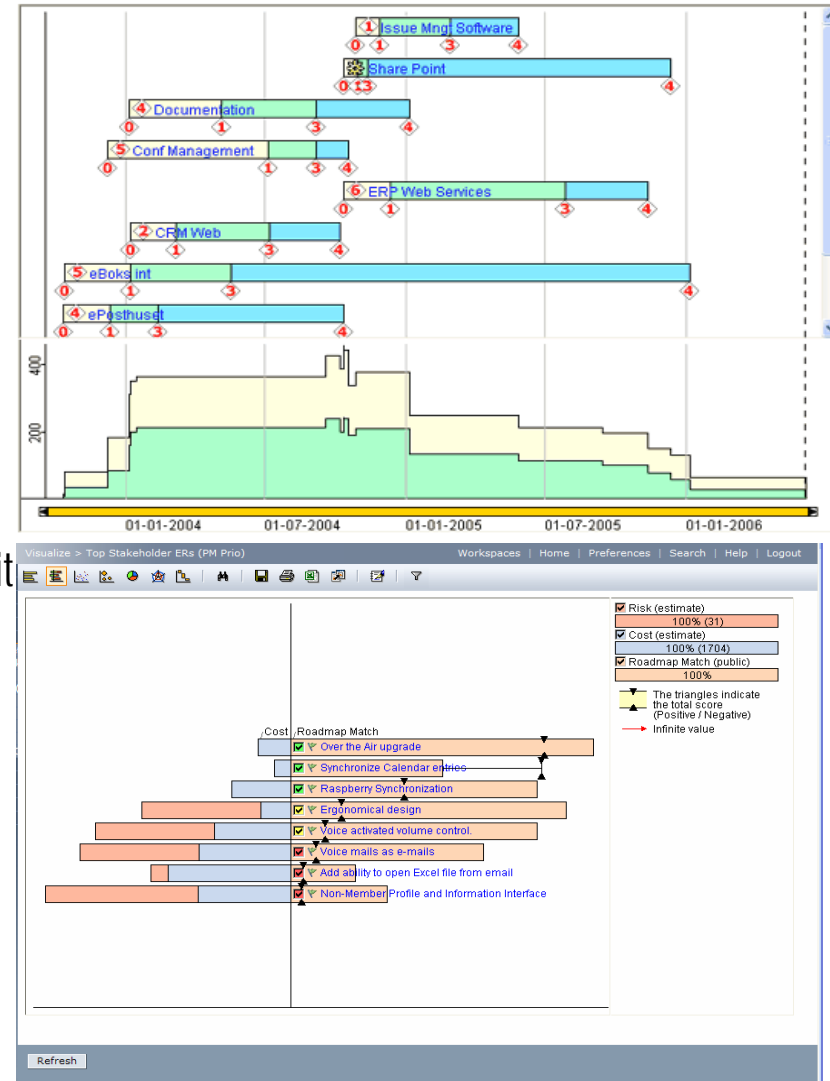 1 Issue Mngt Software
0 1 3 4
Share Point
0 1 3 4
4 Documentation
0 1 3 4
5 Conf Management
0 1 3 4
6 ERP Web Services
0 1 3 4
2 CRM Web
0 1 3 4
5 eBoks int
0 1 3 4
4 ePosthuset
0 1 3 4
400
200
01-01-2004 01-07-2004 01-01-2005 01-07-2005 01-01-2006
it
Visualize > Top Stakeholder ERs (PM Prio) Workspaces | Home | Preferences | Search | Help | Logout
Risk (estimate)
100% (31)
Cost (estimate)
100% (1704)
Roadmap Match (public)
100%
The triangles indicate
the total score
(Positive / Negative)
Infinite value
Cost Roadmap Match
Over the Air upgrade
Synchronize Calendar entries
Raspberry Synchronization
Ergonomical design
Voice activated volume control.
Voice mails as e-mails
Add ability to open Excel file from email
Non-Member Profile and Information Interface
Refresh